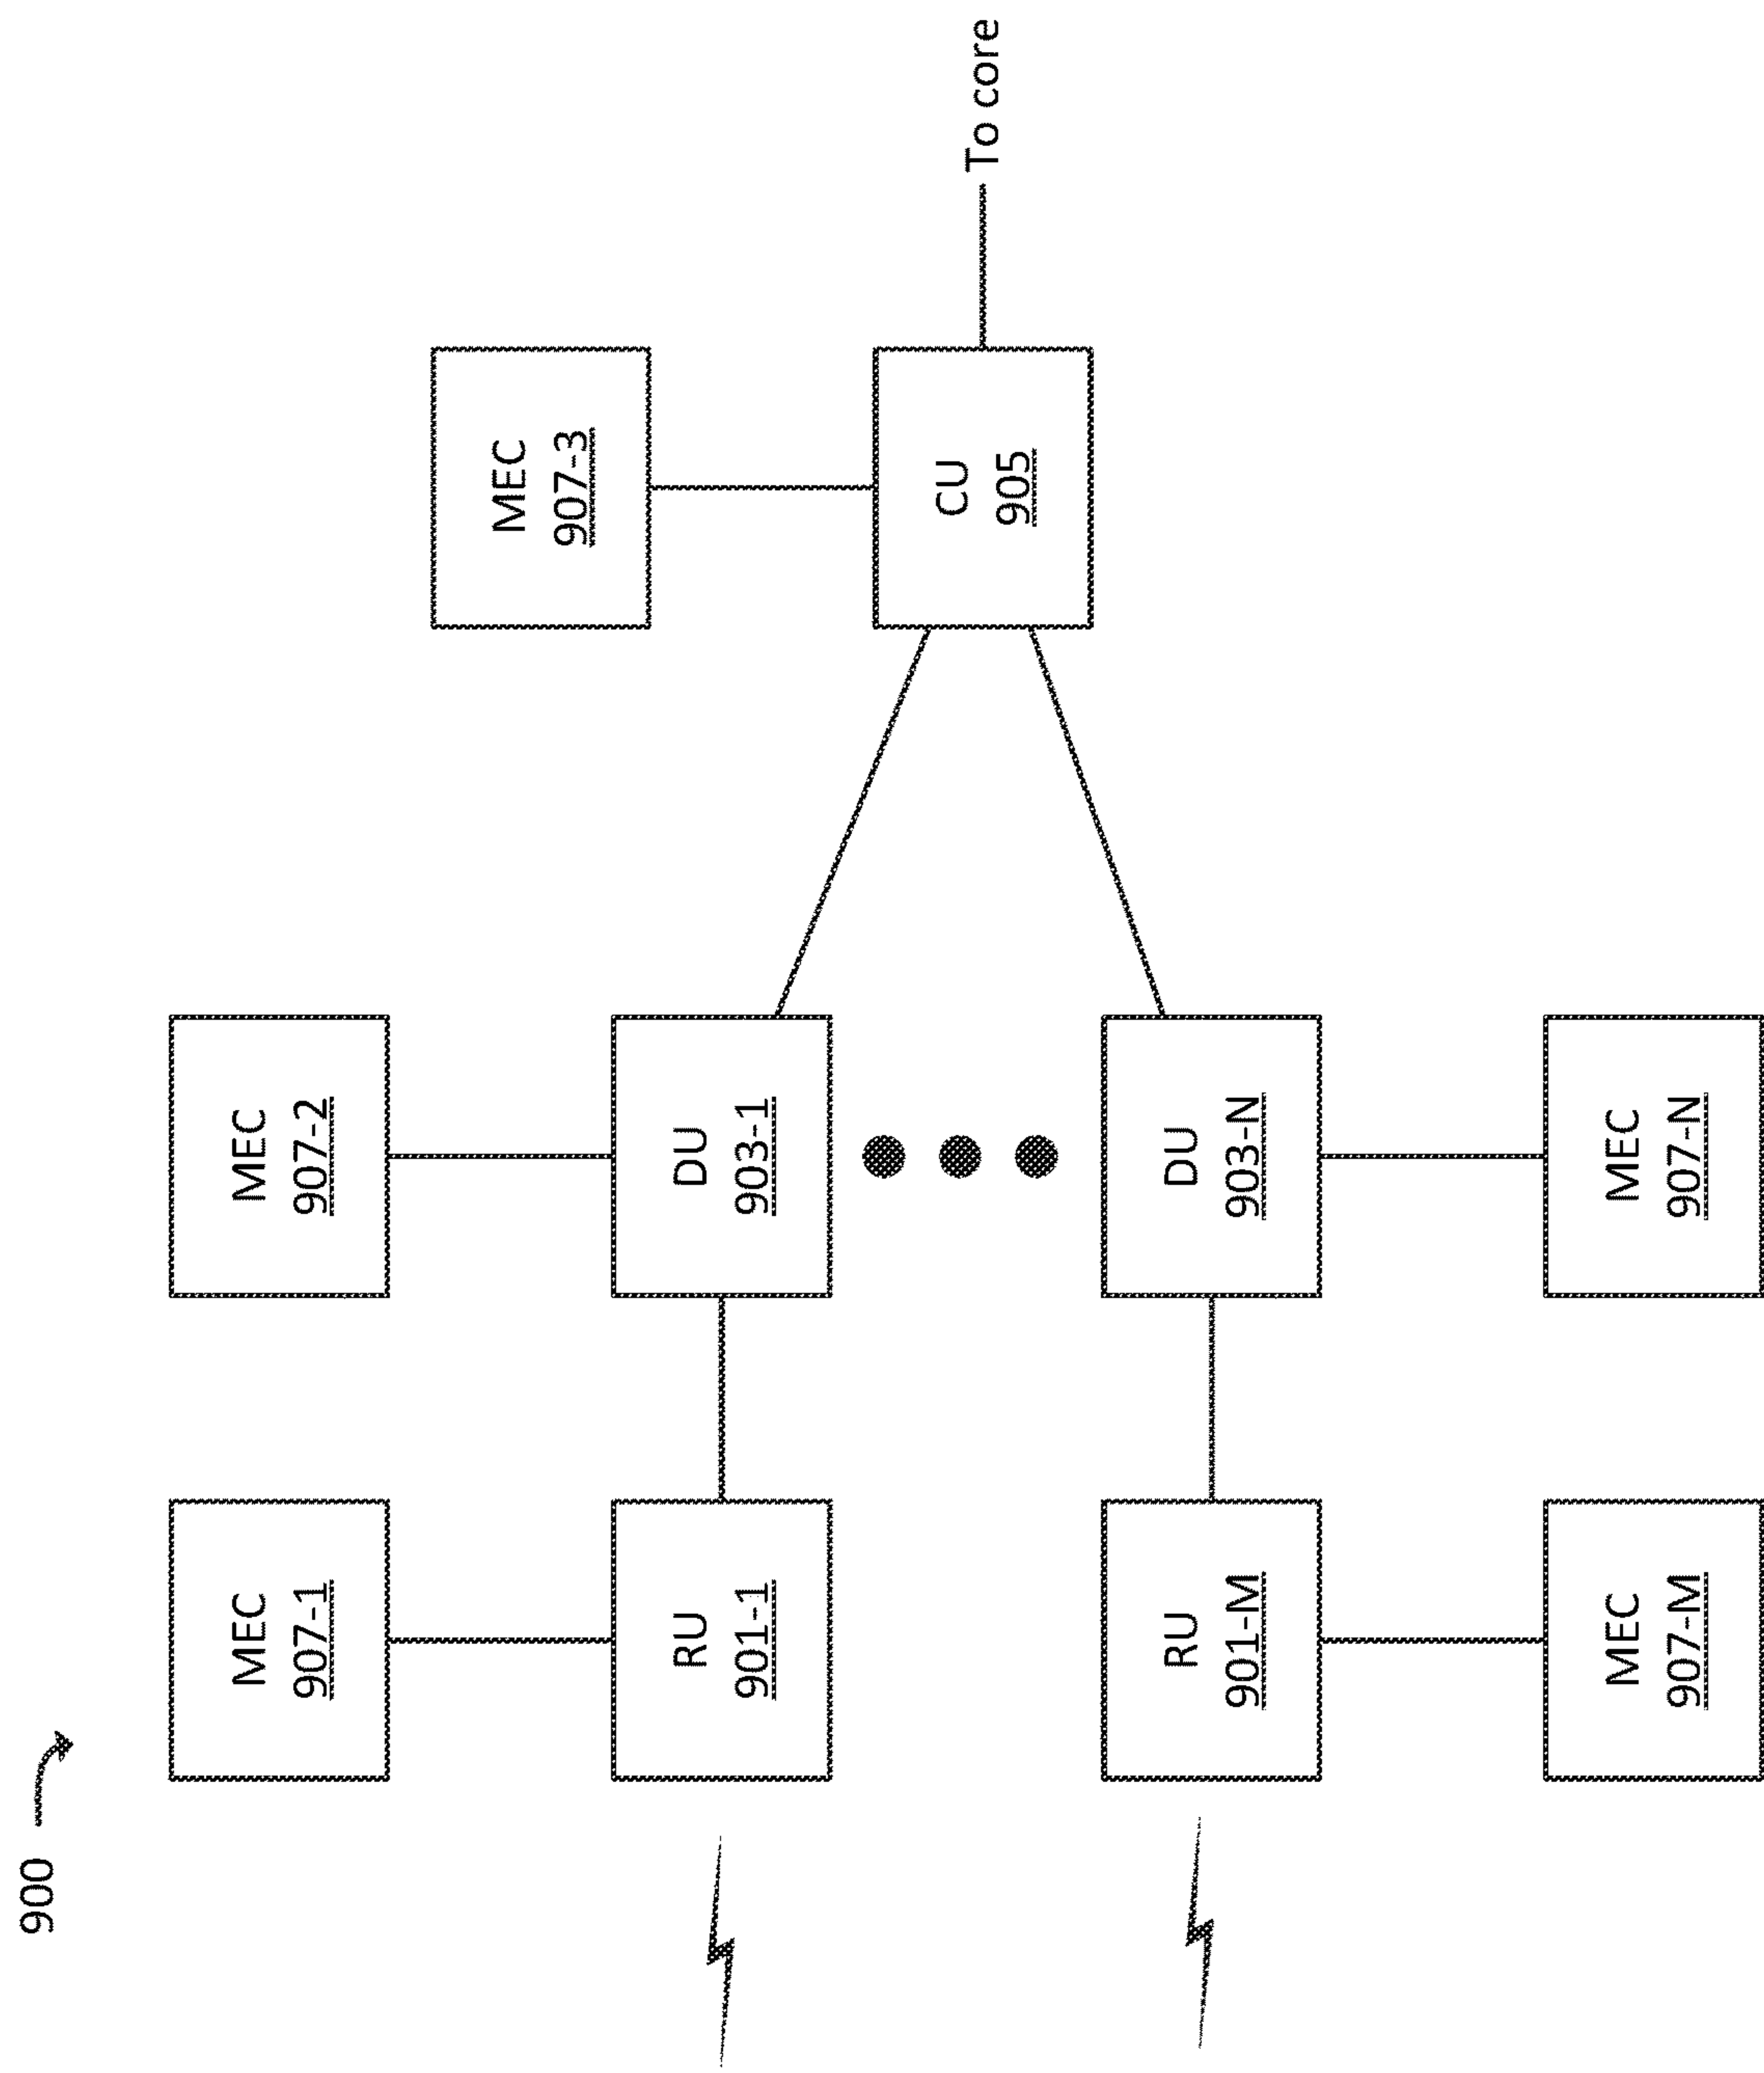 900
MEC
907-1
MEC
907-2
MEC
907-3
RU
901-1
DU
903-1
CU
905
To core
RU
901-M
DU
903-N
MEC
907-M
MEC
907-N